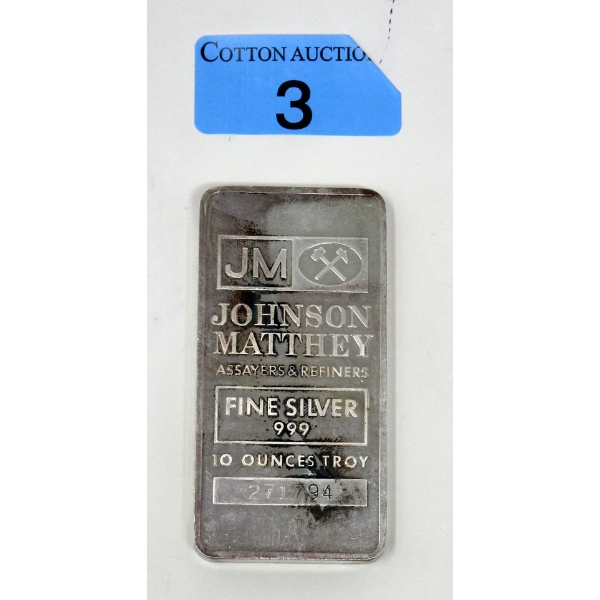 COTTON AUCTIO
3
JM
JOHNSON
MATTHEY
ASSAYERS & REFINERS
FINE SILVER
999
10 OUNCES TROY
271794